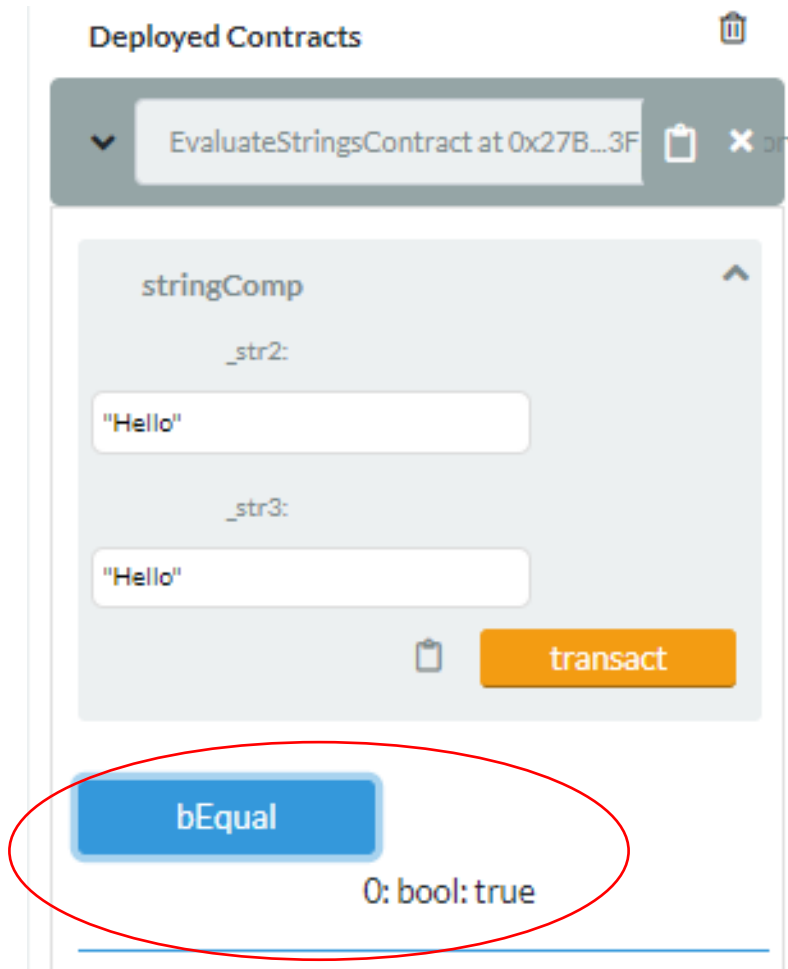 Deployed Contracts
EvaluateStringsContract at 0x27B...3F
stringComp
_str2:
"Hello"
_str3:
"Hello"
transact
bEqual
0: bool: true